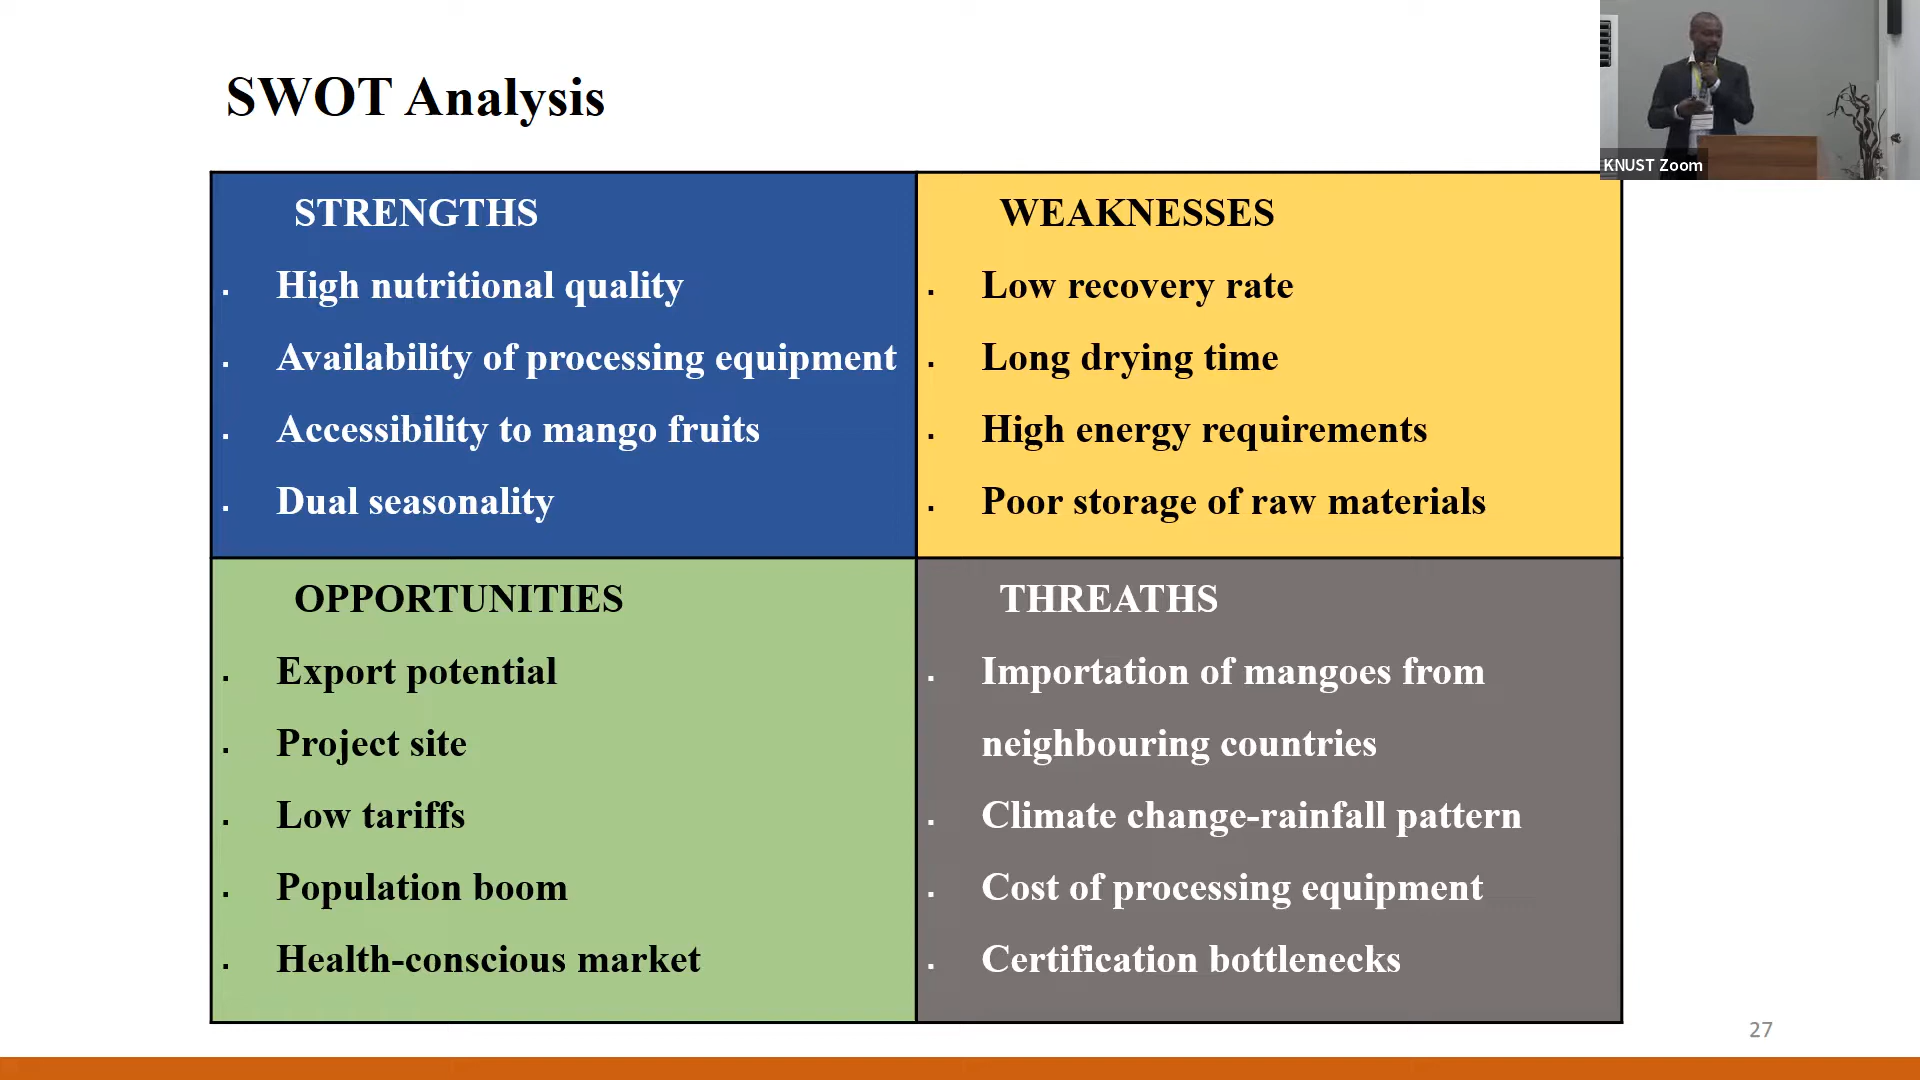 SWOT Analysis
KNUST Zoom
STRENGTHS
. High nutritional quality
. Availability of processing equipment
. Accessibility to mango fruits
. Dual seasonality
WEAKNESSES
. Low recovery rate
. Long drying time
. High energy requirements
. Poor storage of raw materials
OPPORTUNITIES
. Export potential
. Project site
. Low tariffs
. Population boom
. Health-conscious market
THREATHS
. Importation of mangoes from
neighbouring countries
. Climate change-rainfall pattern
. Cost of processing equipment
. Certification bottlenecks
27